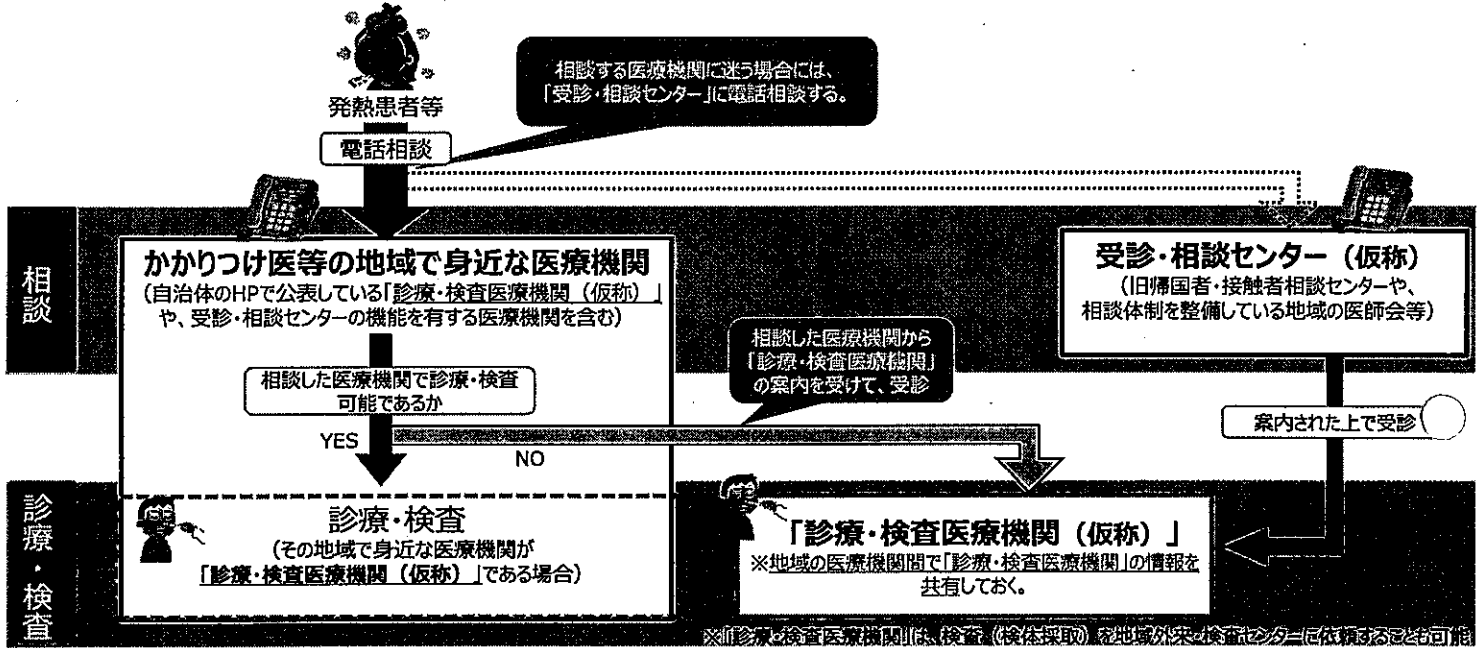 発熱患者等
相談する医療機関に迷う場合には、
「受診・相談センター」に電話相談する。
電話相談
相談
かかりつけ医等の地域で身近な医療機関
(自治体のHPで公表している「診療・検査医療機関(仮称)」
や、受診・相談センターの機能を有する医療機関を含む)
受診・相談センター(仮称)
(旧帰国者・接触者相談センターや、
相談体制を整備している地域の医師会等)
相談した医療機関から
「診療・検査医療機関」
の案内を受けて、受診
相談した医療機関で診療・検査
可能であるか
案内された上で受診
YES
NO
診療・検査
診療・検査
(その地域で身近な医療機関が
「診療・検査医療機関(仮称)」である場合)
「診療・検査医療機関(仮称)」
※地域の医療機関間で「診療・検査医療機関」の情報を
共有しておく。
※「診療・検査医療機関」は、検査(検体採取)を地域外来・検査センターに依頼することも可能